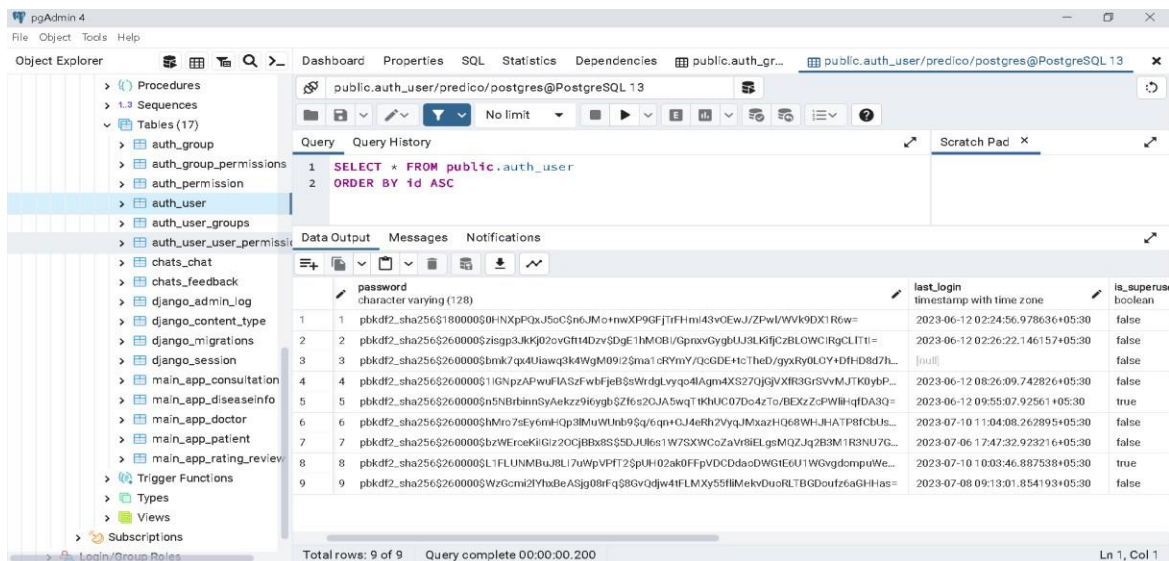 pgAdmin 4
File Object Tools Help
Object Explorer
Dashboard Properties SQL Statistics Dependencies public.auth_gr... public.auth_user/predico/postgres@PostgreSQL 13
Procedures
1..3 Sequences
Tables (17)
auth_group
auth_group_permissions
auth_permission
auth_user
auth_user_groups
auth_user_user_permissi
chats_chat
chats_feedback
django_admin_log
django_content_type
django_migrations
django_session
main_app_consultation
main_app_diseaseinfo
main_app_doctor
main_app_patient
main_app_rating_review
Trigger Functions
Types
Views
Subscriptions
Login/Group Roles
public.auth_user/predico/postgres@PostgreSQL 13
No limit
Query Query History
Scratch Pad
1 SELECT * FROM public.auth_user
2 ORDER BY id ASC
Data Output Messages Notifications
password last_login is_superuse
character varying (128) timestamp with time zone boolean
1 1 2023-06-12 02:24:56.978636+05:30 false
2 2 2023-06-12 02:26:22.146157+05:30 false
3 3 [null] false
4 4 2023-06-12 08:26:09.742826+05:30 false
5 5 2023-06-12 09:55:07.92561+05:30 true
6 6 2023-07-10 11:04:08.262895+05:30 false
7 7 2023-07-06 17:47:32.923216+05:30 false
8 8 2023-07-10 10:03:46.887538+05:30 true
9 9 2023-07-08 09:13:01.854193+05:30 false
Total rows: 9 of 9 Query complete 00:00:00.200 Ln 1, Col 1